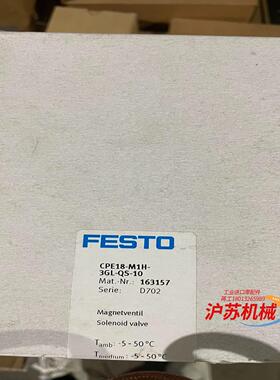 FESTO
CPE18-M1H-
3GL-QS-10
Mat.-Nr.: 163157
Serie: D702
Magnetventil
Solenoid valve
Tamb: -5 - 50 °C
Tmedium: -5 - 50 °C
沪苏机械